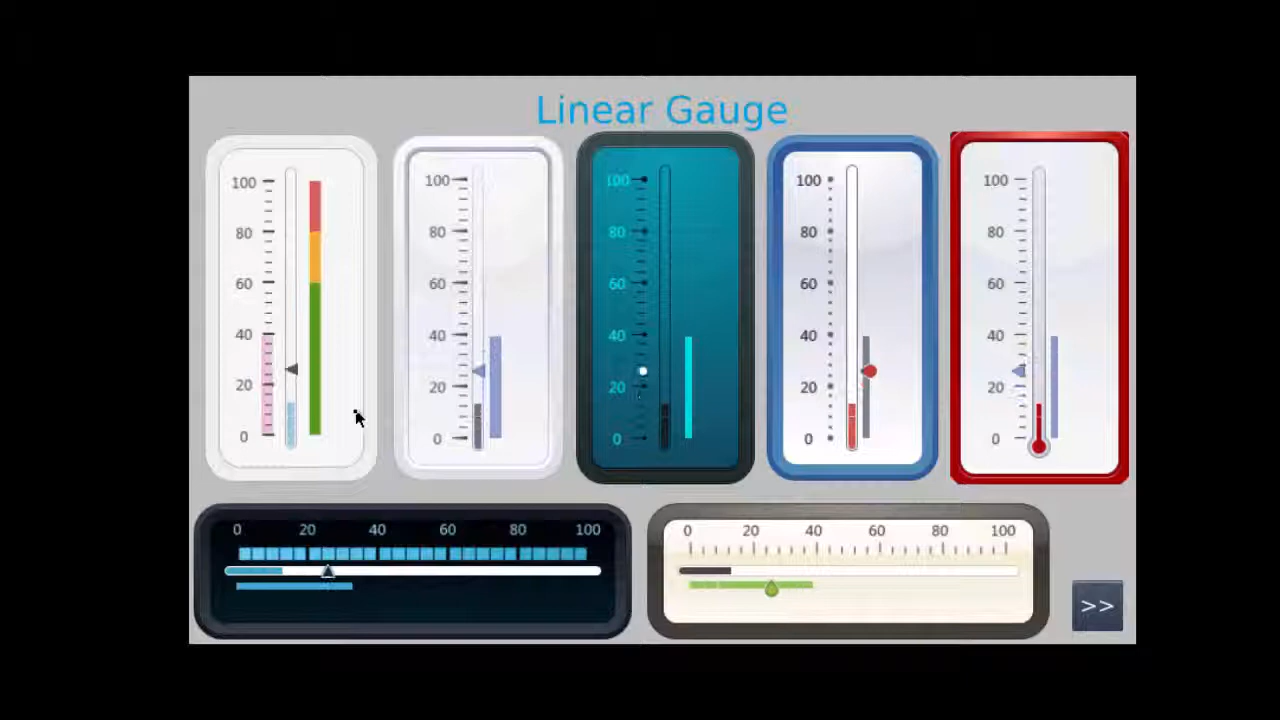 Linear Gauge
100 100 100 100 100
80 80 80 80 80
60 60 60 60 60
40 40 40 40 40
20 20 20 20 20
0 0 0 0 0
0 20 40 60 80 100
0 20 40 60 80 100
>>